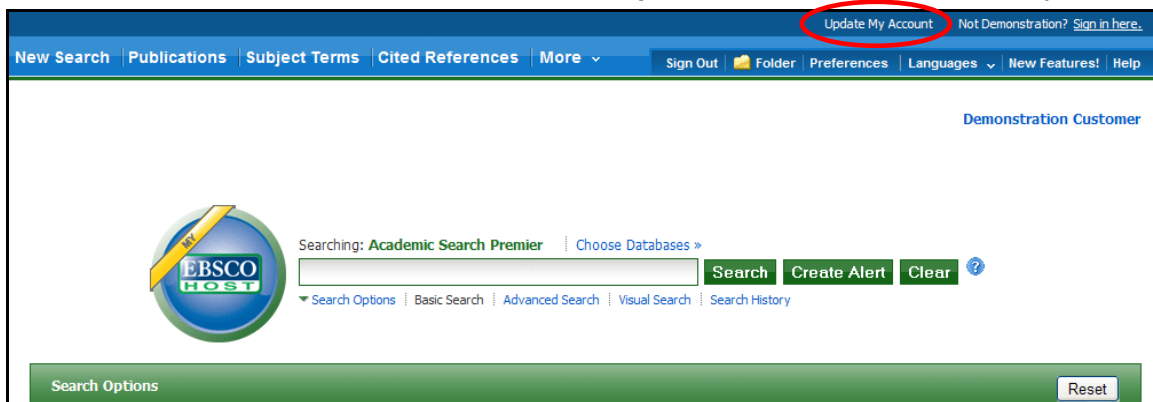 Update My Account Not Demonstration? Sign in here.
New Search Publications Subject Terms Cited References More Sign Out Folder Preferences Languages New Features! Help
Demonstration Customer
MY
EBSCO
HOST
Searching: Academic Search Premier Choose Databases »
Search Create Alert Clear ?
Search Options Basic Search Advanced Search Visual Search Search History
Search Options Reset